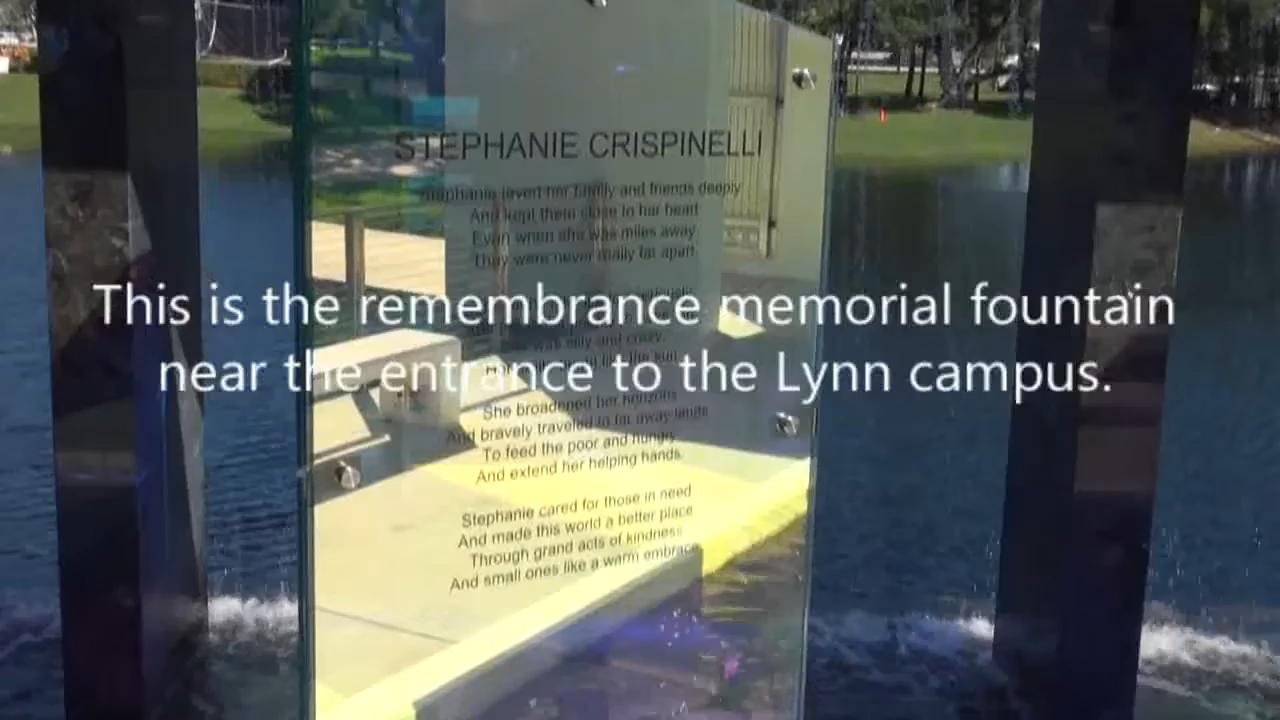 STEPHANIE CRISPINELLI
Stephanie loved her family and friends deeply
And kept them close to her heart
Even when she was miles away
They were never really far apart.
This is the remembrance memorial fountain
was silly and crazy.
near the entrance to the Lynn campus.
She broadened her horizons
And bravely traveled to far away lands
To feed the poor and hungry
And extend her helping hands.
Stephanie cared for those in need
And made this world a better place
Through grand acts of kindness
And small ones like a warm embrace